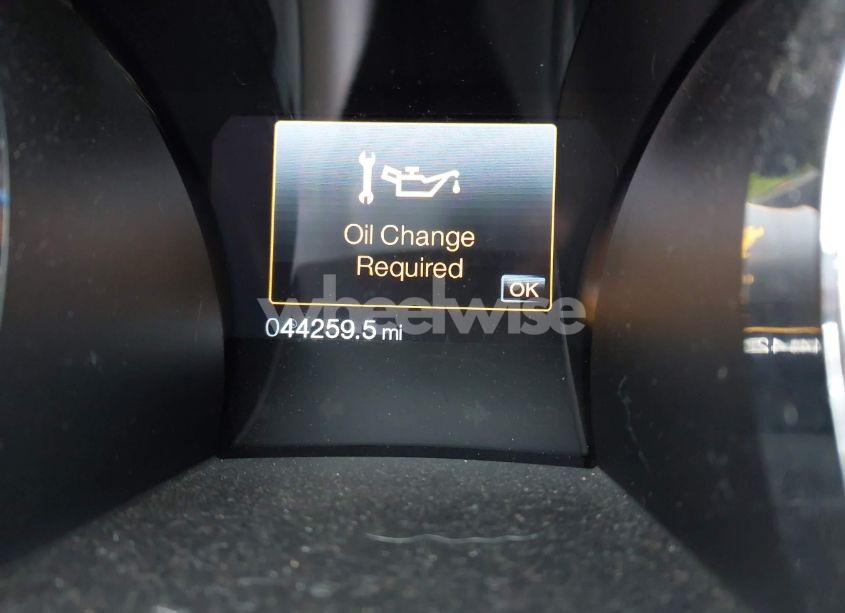 Oil Change
Required
OK
wheelwise
044259.5 mi